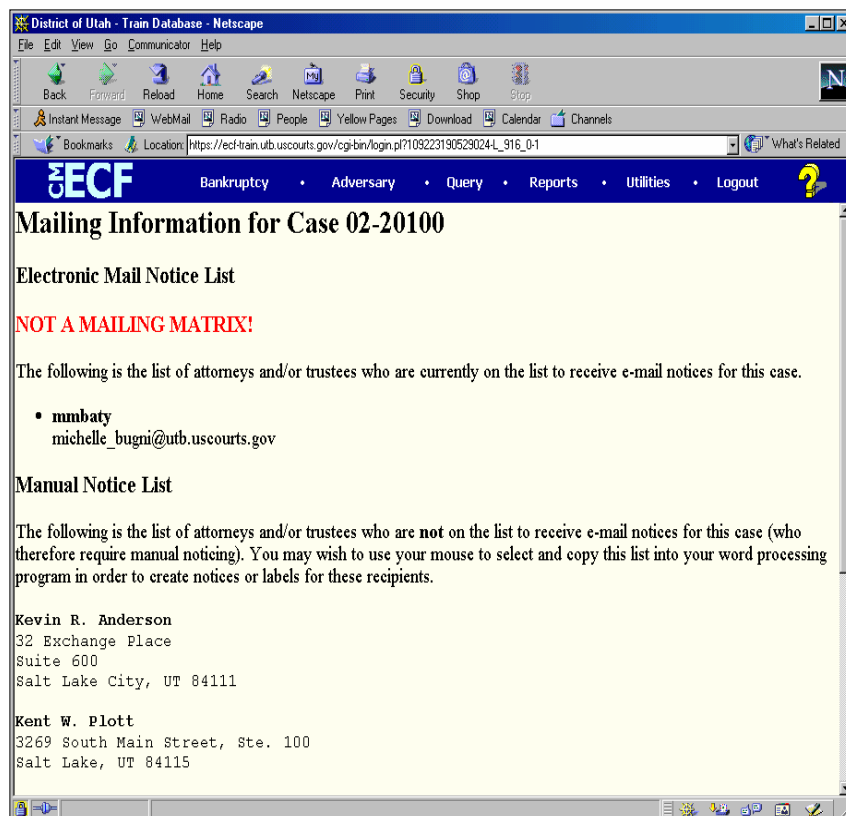 District of Utah - Train Database - Netscape
File Edit View Go Communicator Help
Back Forward Reload Home Search Netscape Print Security Shop Stop
Instant Message WebMail Radio People Yellow Pages Download Calendar Channels
Bookmarks Location: https://ecf-train.utb.uscourts.gov/cgi-bin/login.pl?109223190529024-L_916_0-1 What's Related
CM ECF Bankruptcy • Adversary • Query • Reports • Utilities • Logout ?
Mailing Information for Case 02-20100
Electronic Mail Notice List
NOT A MAILING MATRIX!
The following is the list of attorneys and/or trustees who are currently on the list to receive e-mail notices for this case.
• mmbaty
michelle_bugni@utb.uscourts.gov
Manual Notice List
The following is the list of attorneys and/or trustees who are not on the list to receive e-mail notices for this case (who
therefore require manual noticing). You may wish to use your mouse to select and copy this list into your word processing
program in order to create notices or labels for these recipients.
Kevin R. Anderson
32 Exchange Place
Suite 600
Salt Lake City, UT 84111
Kent W. Plott
3269 South Main Street, Ste. 100
Salt Lake, UT 84115